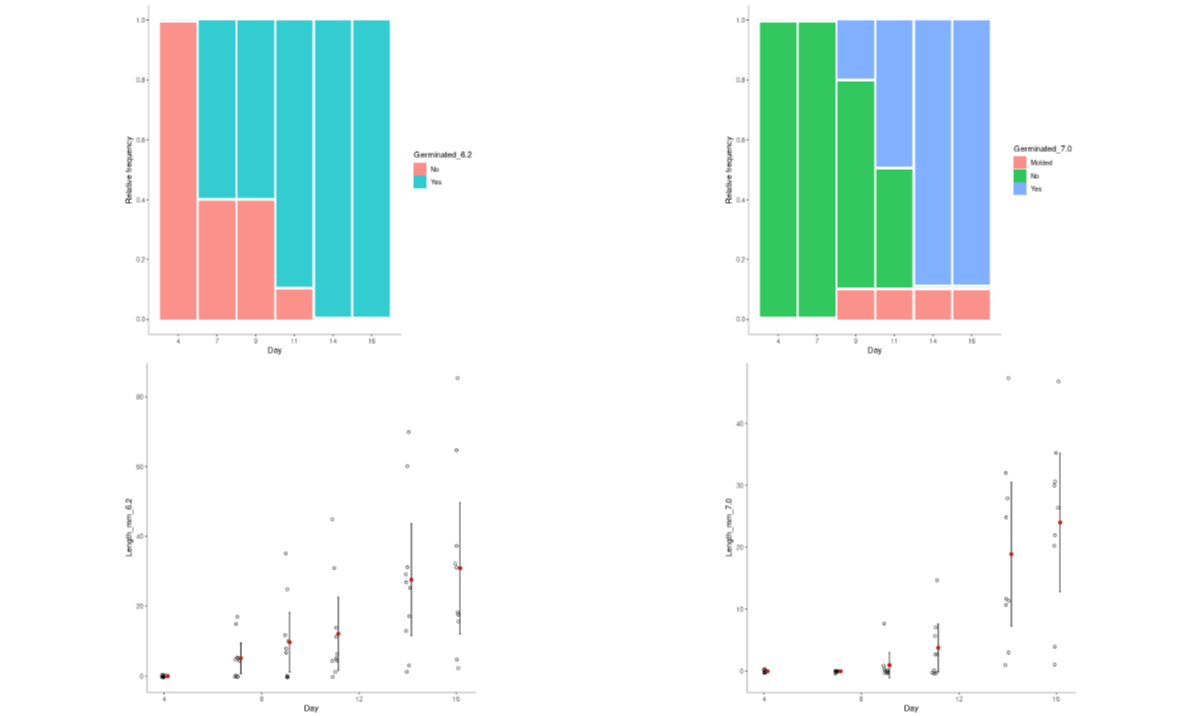 1.0
0.8
0.6
0.4
0.2
0.0
Relative frequency
4 7 9 11 14 16
Day
Germinated_6.2
No
Yes
1.0
0.8
0.6
0.4
0.2
0.0
Relative frequency
4 7 9 11 14 16
Day
Germinated_7.0
Molded
No
Yes
80
60
40
20
0
Length_mm_6.2
4 8 12 16
Day
40
30
20
10
0
Length_mm_7.0
4 8 12 16
Day